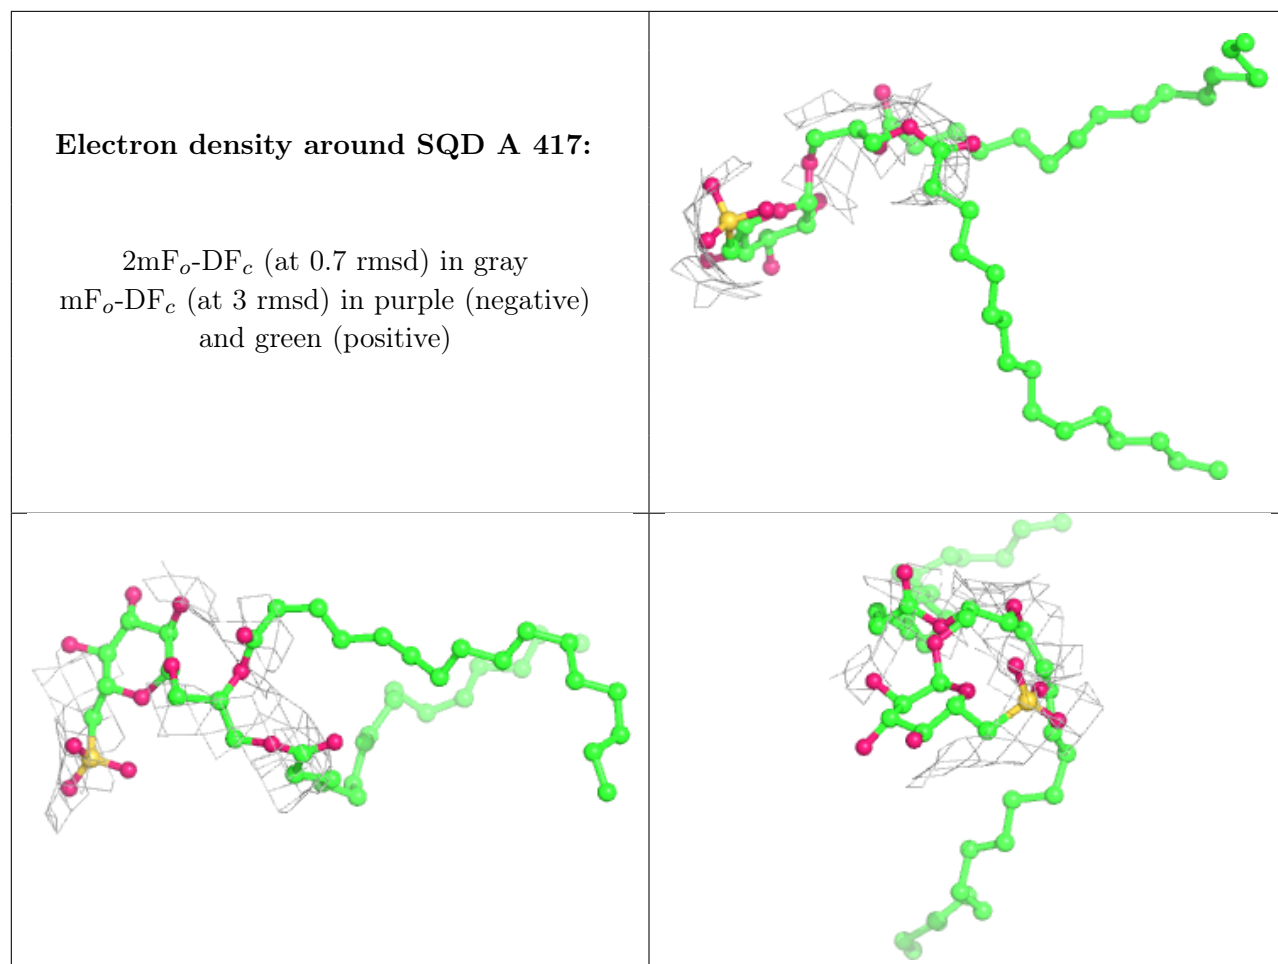 Electron density around SQD A 417:
2mFo-DFc (at 0.7 rmsd) in gray
mFo-DFc (at 3 rmsd) in purple (negative)
and green (positive)